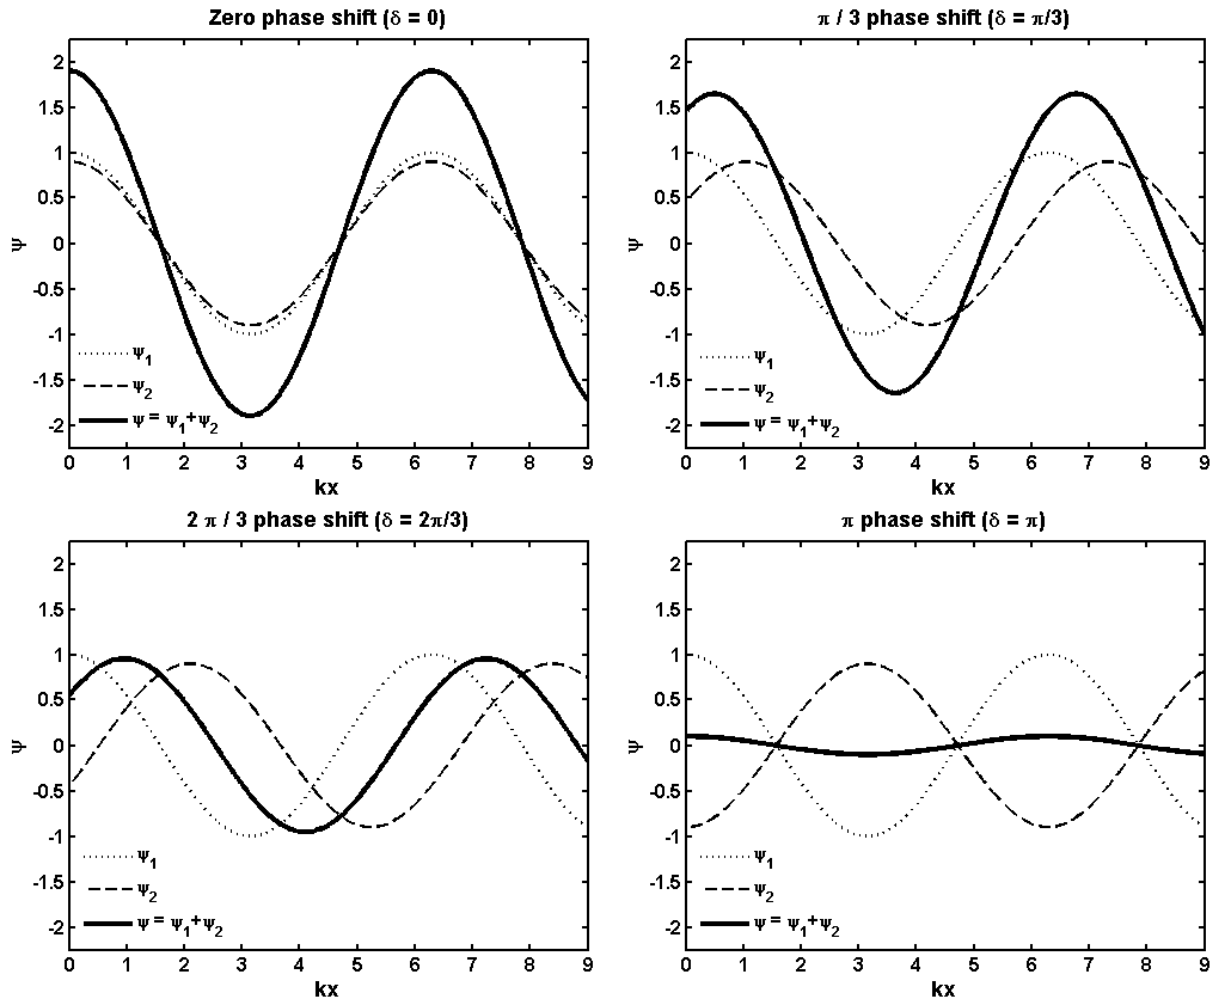 Zero phase shift (δ = 0)
2
1.5
1
0.5
0
-0.5
-1
-1.5
-2
ψ
ψ₁
ψ₂
ψ = ψ₁+ψ₂
0 1 2 3 4 5 6 7 8 9
kx
π / 3 phase shift (δ = π/3)
2
1.5
1
0.5
0
-0.5
-1
-1.5
-2
ψ
ψ₁
ψ₂
ψ = ψ₁+ψ₂
0 1 2 3 4 5 6 7 8 9
kx
2 π / 3 phase shift (δ = 2π/3)
2
1.5
1
0.5
0
-0.5
-1
-1.5
-2
ψ
ψ₁
ψ₂
ψ = ψ₁+ψ₂
0 1 2 3 4 5 6 7 8 9
kx
π phase shift (δ = π)
2
1.5
1
0.5
0
-0.5
-1
-1.5
-2
ψ
ψ₁
ψ₂
ψ = ψ₁+ψ₂
0 1 2 3 4 5 6 7 8 9
kx